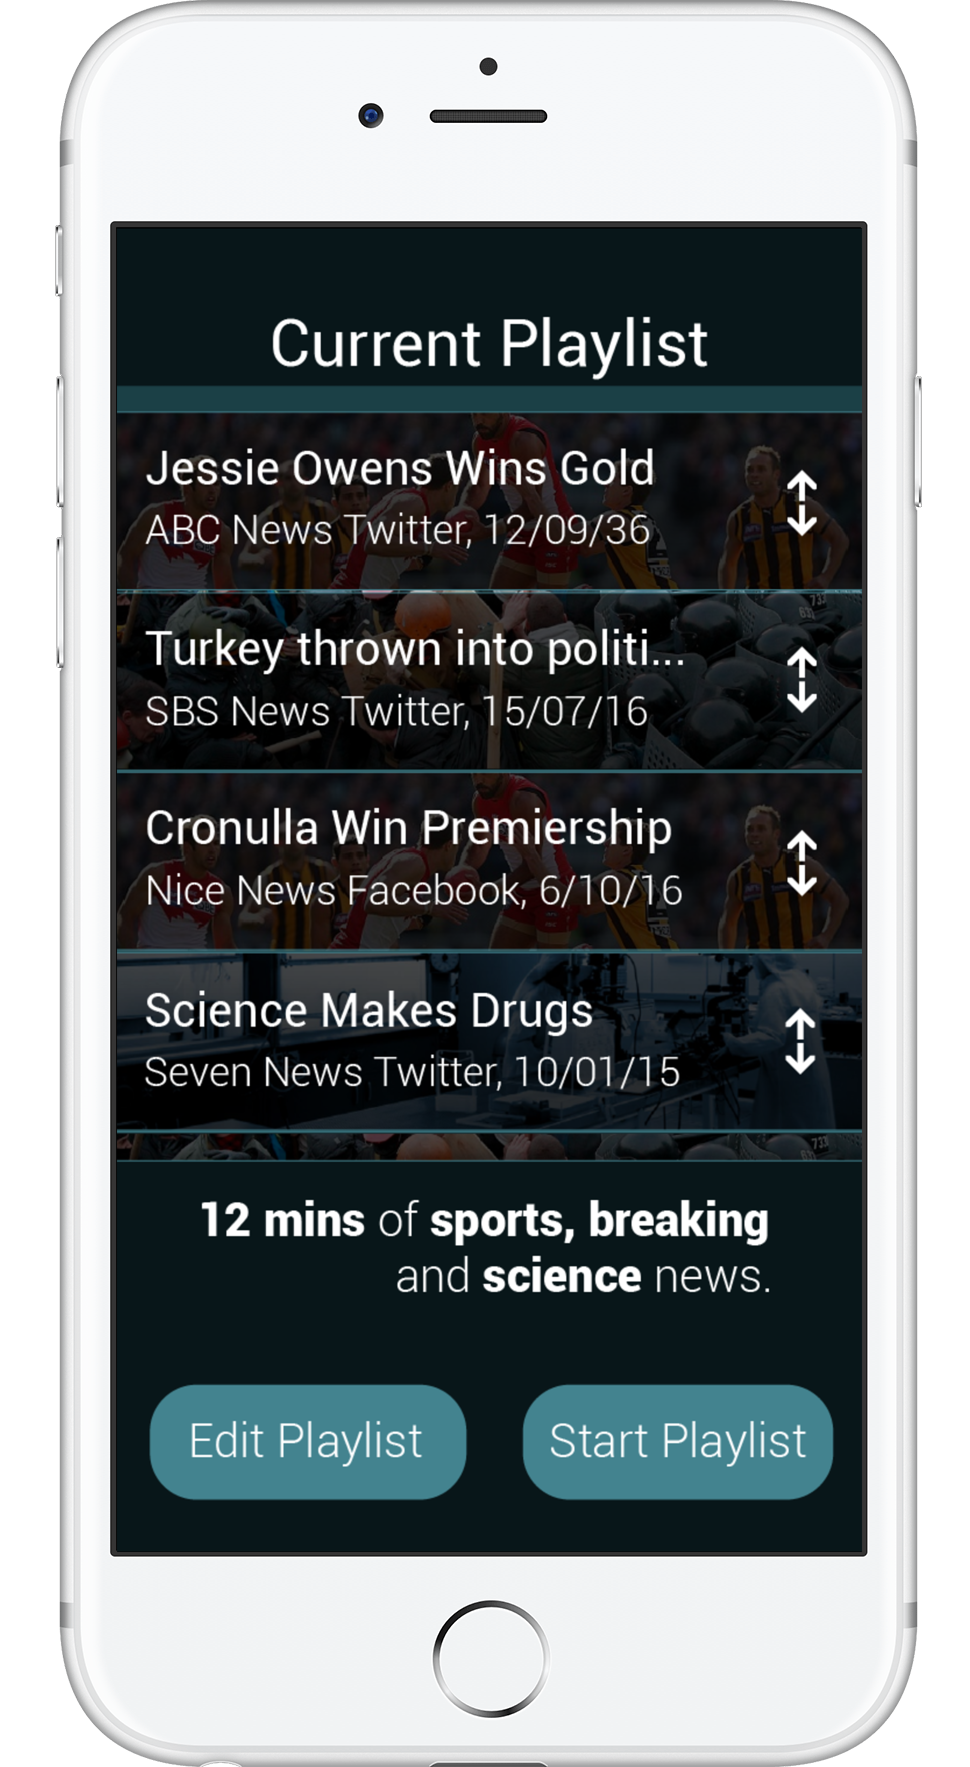 Current Playlist
Jessie Owens Wins Gold
ABC News Twitter, 12/09/36
Turkey thrown into politi...
SBS News Twitter, 15/07/16
Cronulla Win Premiership
Nice News Facebook, 6/10/16
Science Makes Drugs
Seven News Twitter, 10/01/15
12 mins of sports, breaking
and science news.
Edit Playlist
Start Playlist